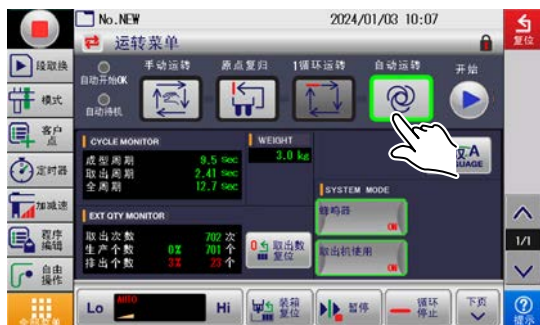 No.NEW
2024/01/03 10:07
复位
运转菜单
段取换
手动运转
原点复归
1循环运转
自动运转
开始
自动开始OK
自动待机
模式
客户点
CYCLE MONITOR
WEIGHT
成型周期 9.5 sec
3.0 kg
取出周期 2.41 sec
全周期 12.7 sec
UAGE
定时器
SYSTEM MODE
加减速
EXT QTY MONITOR
蜂鸣器
ON
取出次数 702 次
生产个数 0% 701 个
排出个数 3% 23 个
取出数复位
取出机使用
ON
程序编辑
1/1
自由操作
Lo
AUTO
Hi
装箱复位
暂停
循环停止
下页
提示